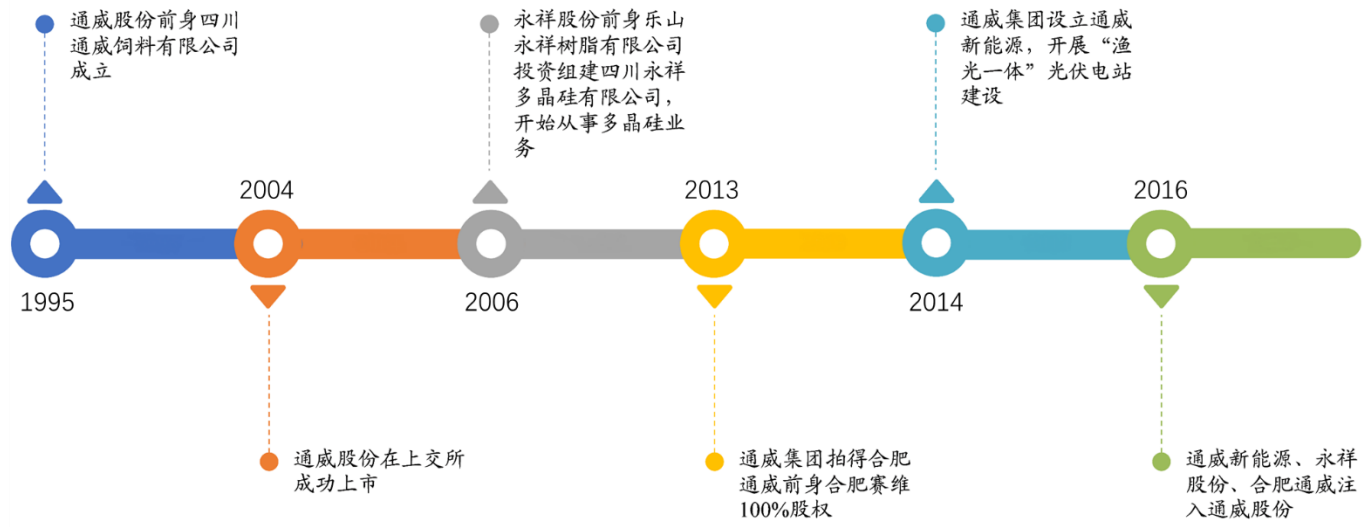 通威股份前身四川
通威饲料有限公司
成立
永祥股份前身乐山
永祥树脂有限公司
投资组建四川永祥
多晶硅有限公司，
开始从事多晶硅业
务
通威集团设立通威
新能源，开展“渔
光一体”光伏电站
建设
2004
2013
2016
1995
2006
2014
通威股份在上交所
成功上市
通威集团拍得合肥
通威前身合肥赛维
100%股权
通威新能源、永祥
股份、合肥通威注
入通威股份